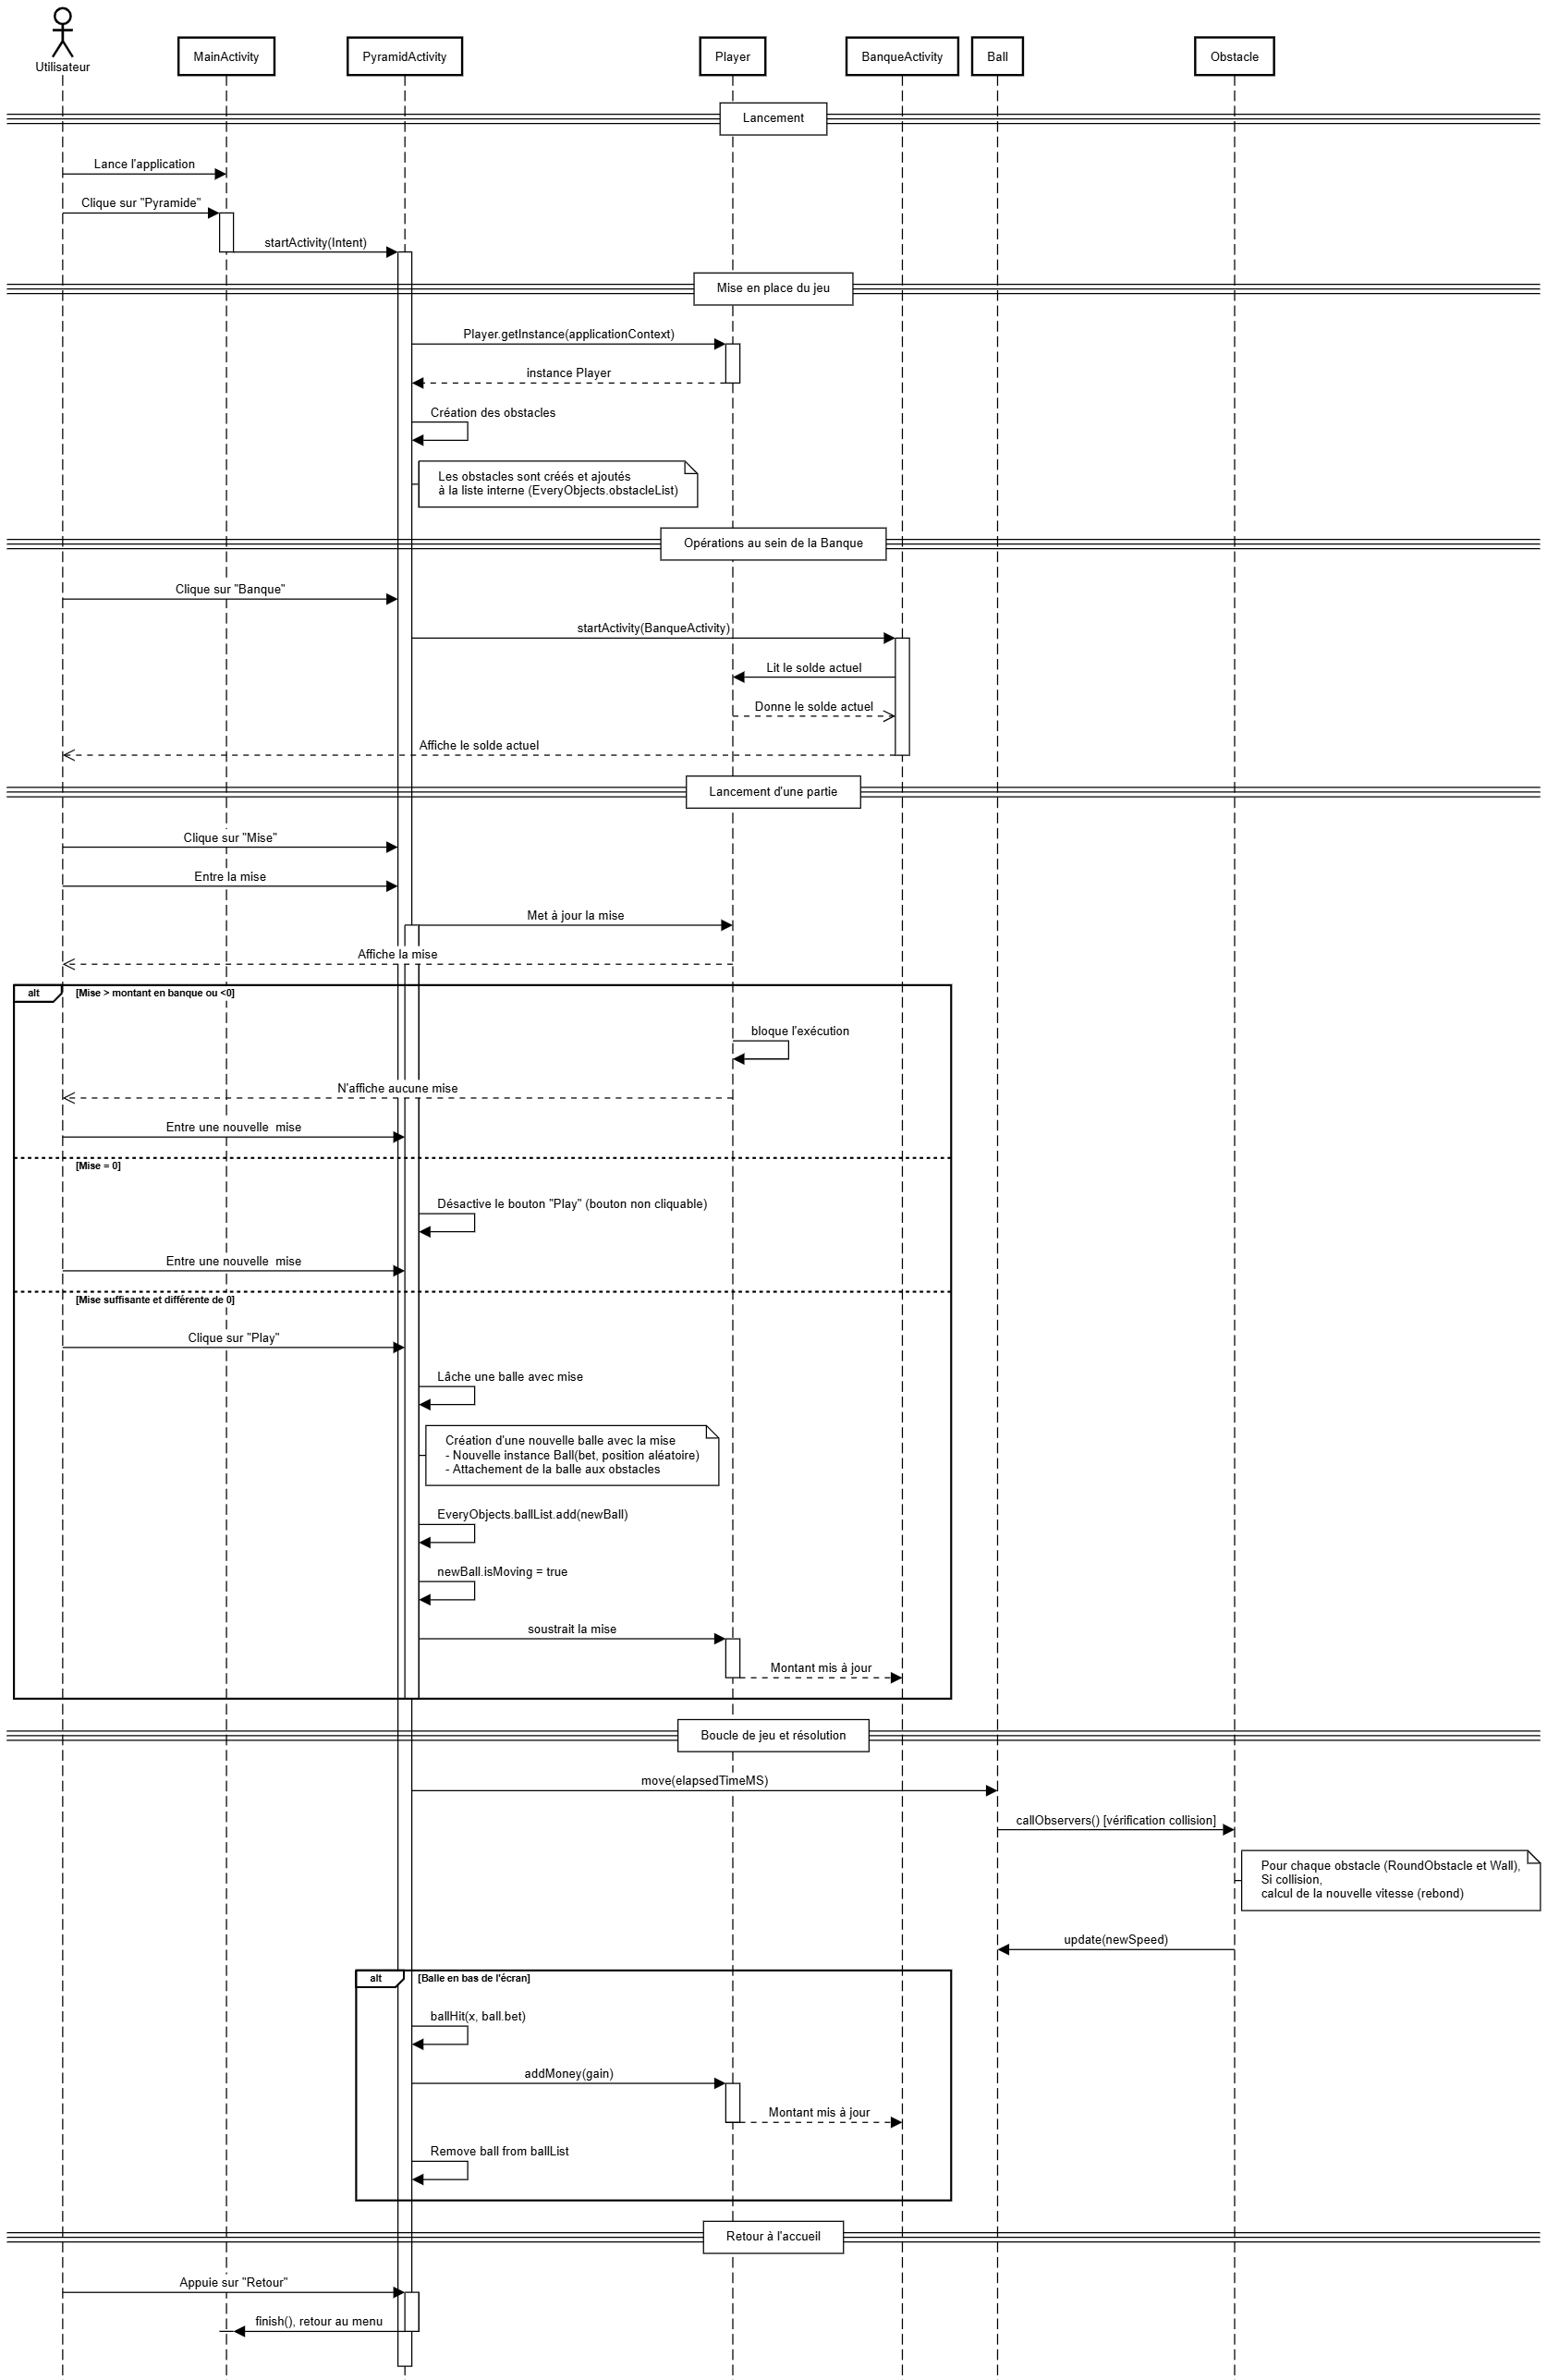 Utilisateur
MainActivity
PyramidActivity
Player
BanqueActivity
Ball
Obstacle
Lancement
Lance l'application
Clique sur "Pyramide"
startActivity(Intent)
Mise en place du jeu
Player.getInstance(applicationContext)
instance Player
Création des obstacles
Les obstacles sont créés et ajoutés
à la liste interne (EveryObjects.obstacleList)
Opérations au sein de la Banque
Clique sur "Banque"
startActivity(BanqueActivity)
Lit le solde actuel
Donne le solde actuel
Affiche le solde actuel
Lancement d'une partie
Clique sur "Mise"
Entre la mise
Met à jour la mise
Affiche la mise
alt
[Mise > montant en banque ou <0]
bloque l'exécution
N'affiche aucune mise
Entre une nouvelle  mise
[Mise = 0]
Désactive le bouton "Play" (bouton non cliquable)
Entre une nouvelle  mise
[Mise suffisante et différente de 0]
Clique sur "Play"
Lâche une balle avec mise
Création d'une nouvelle balle avec la mise
- Nouvelle instance Ball(bet, position aléatoire)
- Attachement de la balle aux obstacles
EveryObjects.ballList.add(newBall)
newBall.isMoving = true
soustrait la mise
Montant mis à jour
Boucle de jeu et résolution
move(elapsedTimeMS)
callObservers() [vérification collision]
Pour chaque obstacle (RoundObstacle et Wall),
Si collision,
calcul de la nouvelle vitesse (rebond)
update(newSpeed)
alt
[Balle en bas de l'écran]
ballHit(x, ball.bet)
addMoney(gain)
Montant mis à jour
Remove ball from ballList
Retour à l'accueil
Appuie sur "Retour"
finish(), retour au menu